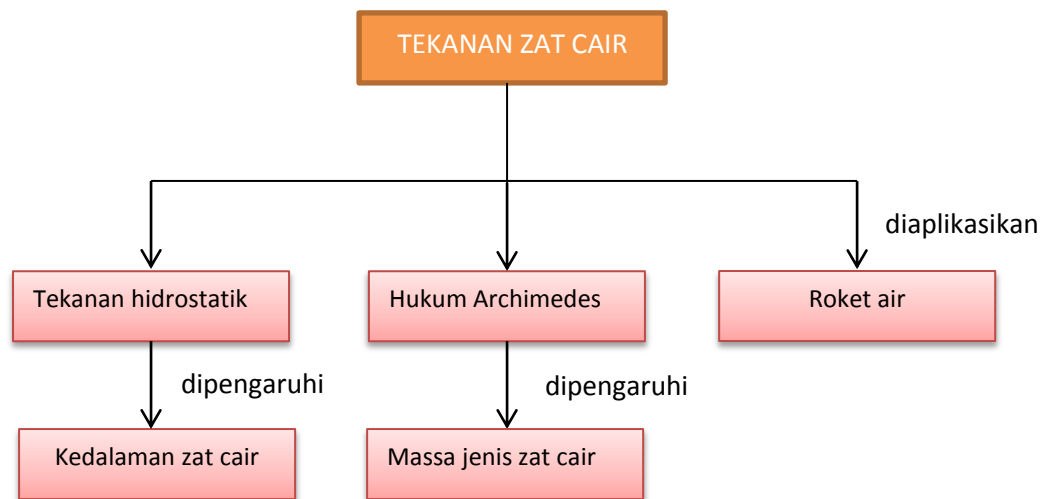 TEKANAN ZAT CAIR
diaplikasikan
Tekanan hidrostatik
Hukum Archimedes
Roket air
dipengaruhi
dipengaruhi
Kedalaman zat cair
Massa jenis zat cair